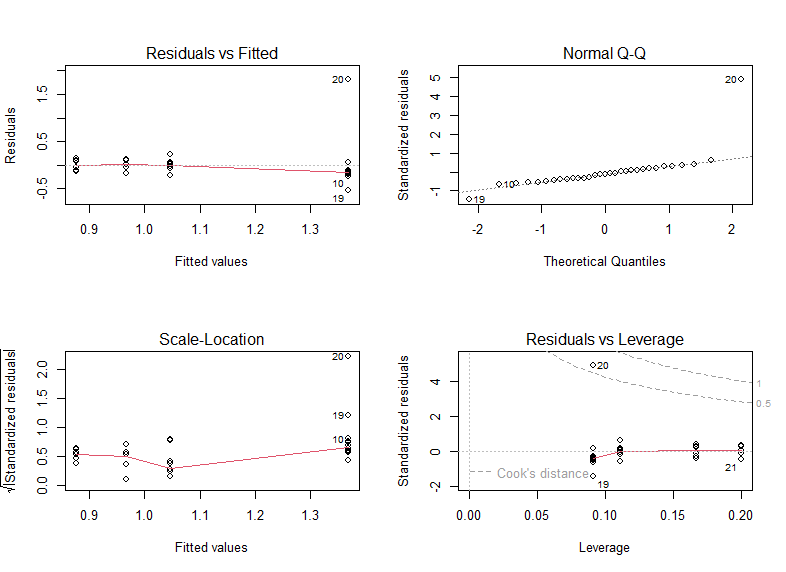 Residuals vs Fitted
Residuals
-0.5 0.5 1.5
20
10
19
0.9 1.0 1.1 1.2 1.3
Fitted values
Normal Q-Q
Standardized residuals
-1 1 2 3 4 5
20
10
19
-2 -1 0 1 2
Theoretical Quantiles
Scale-Location
√|Standardized residuals|
0.0 0.5 1.0 1.5 2.0
20
19
10
0.9 1.0 1.1 1.2 1.3
Fitted values
Residuals vs Leverage
Standardized residuals
-2 0 2 4
20
1
0.5
21
Cook's distance
19
0.00 0.05 0.10 0.15 0.20
Leverage